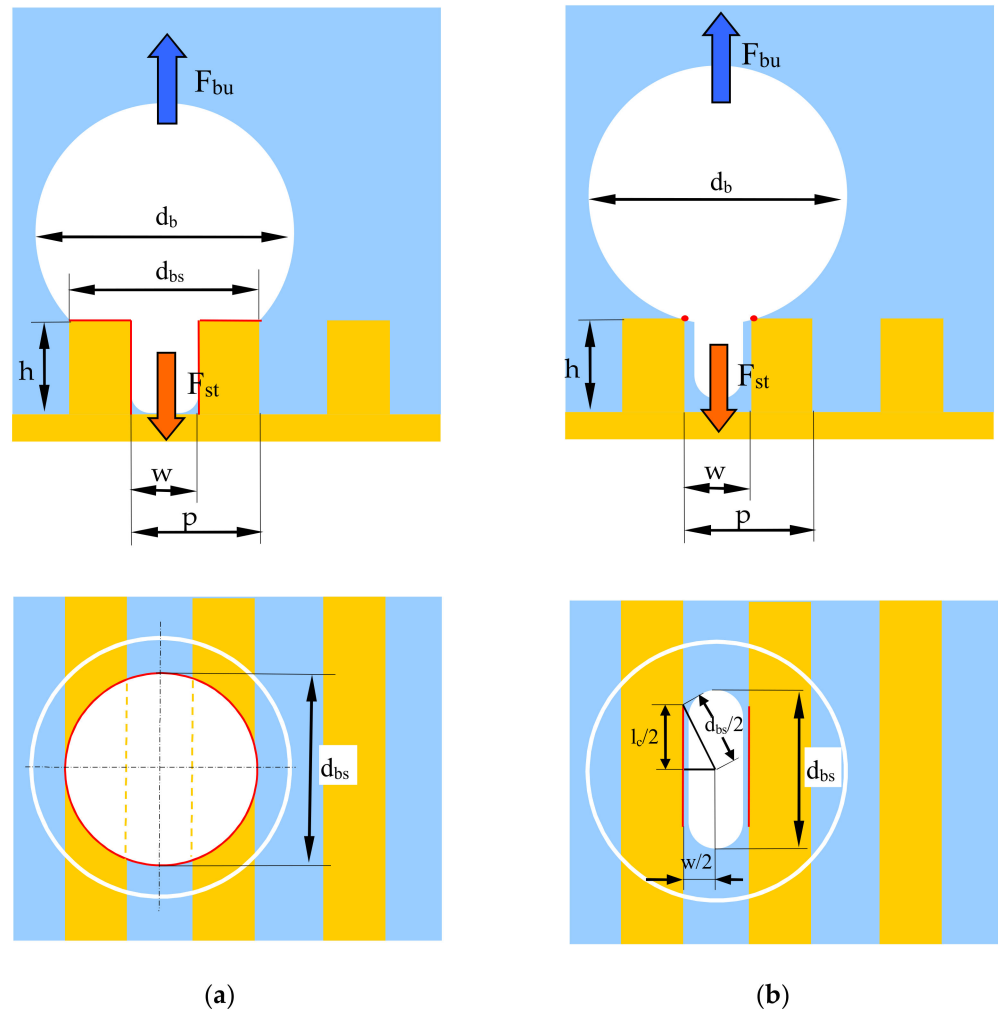 F_bu
d_b
d_bs
h
F_st
w
p
F_bu
d_b
h
F_st
w
p
d_bs
l_c/2
d_bs/2
d_bs
w/2
(a)
(b)